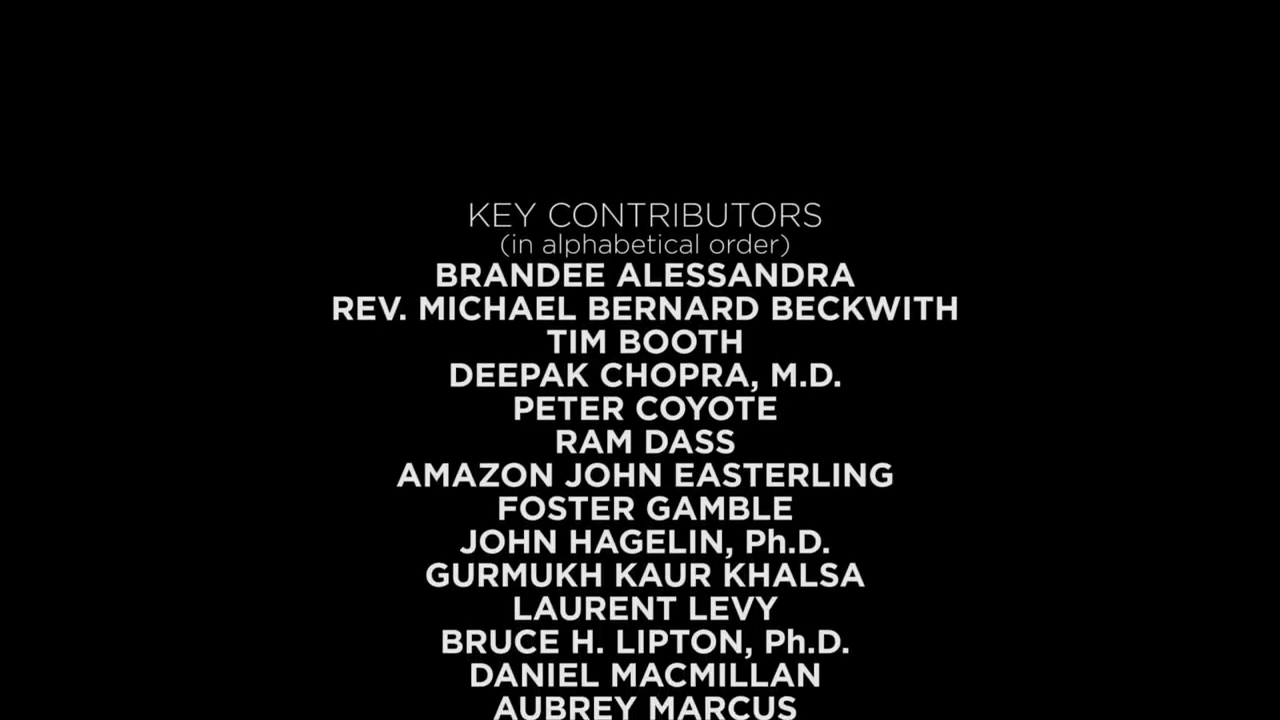 KEY CONTRIBUTORS
(in alphabetical order)
BRANDEE ALESSANDRA
REV. MICHAEL BERNARD BECKWITH
TIM BOOTH
DEEPAK CHOPRA, M.D.
PETER COYOTE
RAM DASS
AMAZON JOHN EASTERLING
FOSTER GAMBLE
JOHN HAGELIN, Ph.D.
GURMUKH KAUR KHALSA
LAURENT LEVY
BRUCE H. LIPTON, Ph.D.
DANIEL MACMILLAN
AUBREY MARCUS